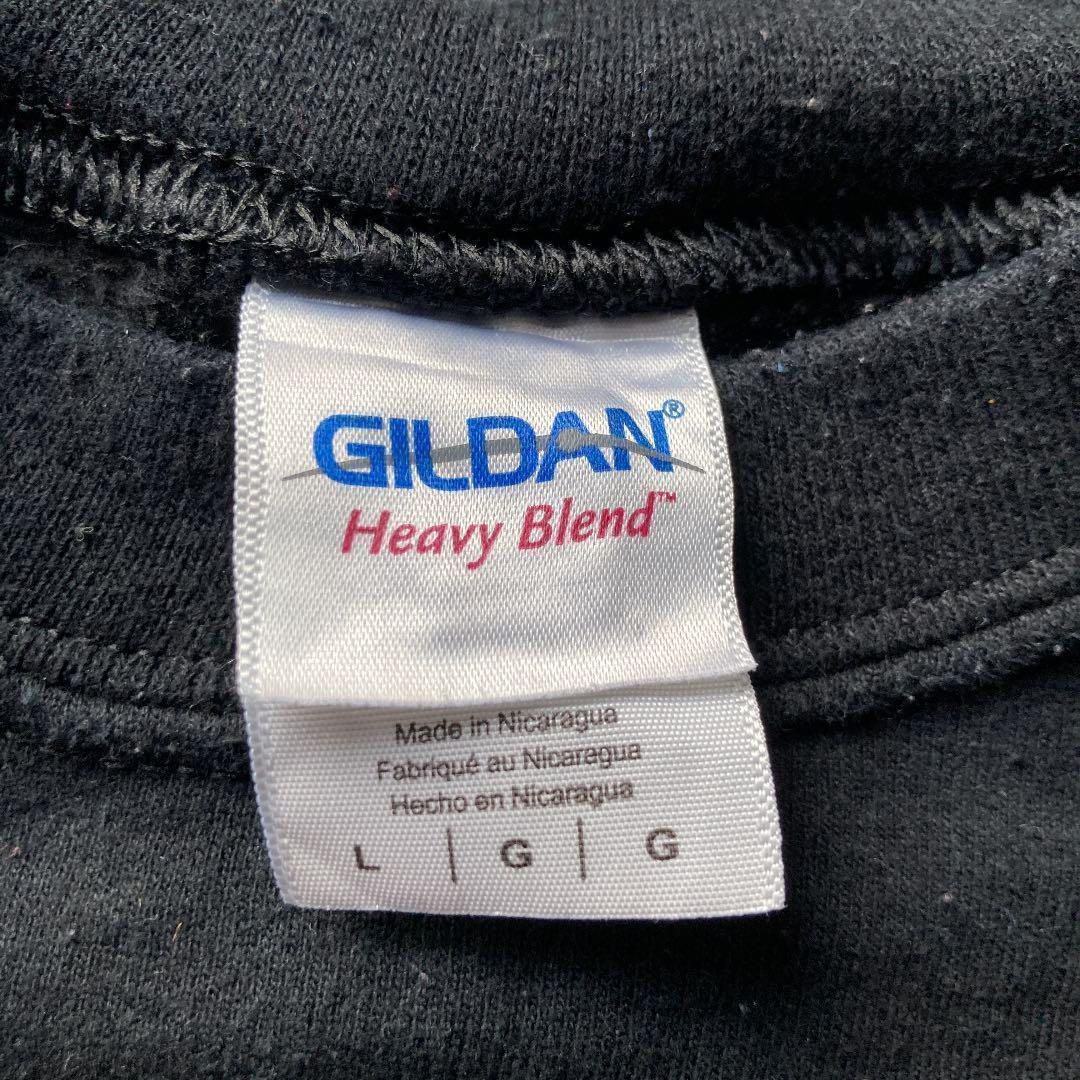 GILDAN®
Heavy Blend™
Made in Nicaragua
Fabriqué au Nicaragua
Hecho en Nicaragua
L | G | G